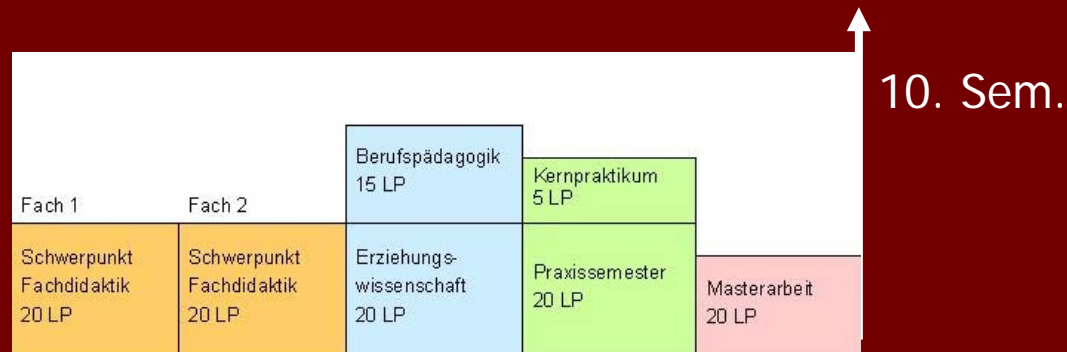 10. Sem.
Fach 1
Schwerpunkt
Fachdidaktik
20 LP
Fach 2
Schwerpunkt
Fachdidaktik
20 LP
Berufspädagogik
15 LP
Erziehungs-
wissenschaft
20 LP
Kernpraktikum
5 LP
Praxissemester
20 LP
Masterarbeit
20 LP